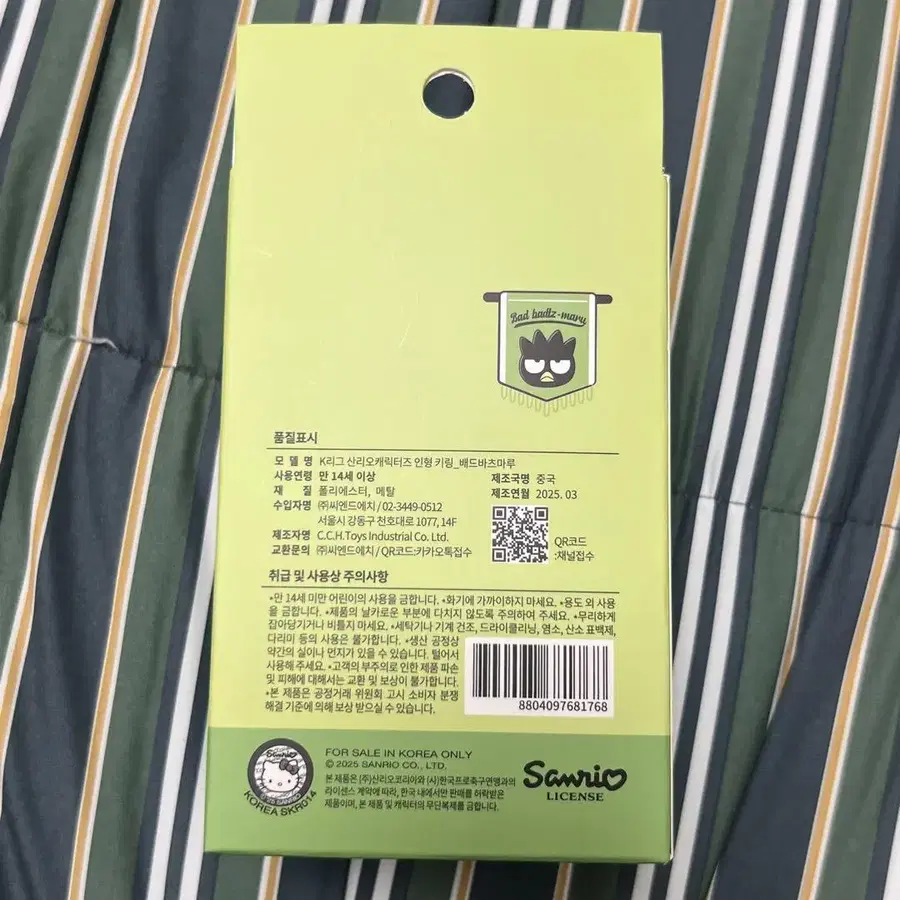 Bad badtz-maru
품질표시
모 델 명 K리그 산리오캐릭터즈 인형 키링_배드바츠마루
사용연령 만 14세 이상 제조국명 중국
재 질 폴리에스터, 메탈 제조연월 2025. 03
수입자명 ㈜씨엔드에치 / 02-3449-0512
서울시 강동구 천호대로 1077, 14F
제조자명 C.C.H.Toys Industrial Co. Ltd.
교환문의 ㈜씨엔드에치 / QR코드:카카오톡접수
QR코드
:채널접수
취급 및 사용상 주의사항
•만 14세 미만 어린이의 사용을 금합니다. •화기에 가까이하지 마세요. •용도 외 사용
을 금합니다. •제품의 날카로운 부분에 다치지 않도록 주의하여 주세요. •무리하게
잡아당기거나 비틀지 마세요. •세탁기나 기계 건조, 드라이클리닝, 염소, 산소 표백제,
다리미 등의 사용은 불가합니다. •생산 공정상
약간의 실이나 먼지가 있을 수 있습니다. 털어서
사용해 주세요. •고객의 부주의로 인한 제품 파손
및 피해에 대해서는 교환 및 보상이 불가합니다.
•본 제품은 공정거래 위원회 고시 소비자 분쟁
해결 기준에 의해 보상 받으실 수 있습니다.
8804097681768
FOR SALE IN KOREA ONLY
© 2025 SANRIO CO., LTD.
본 제품은 (주)산리오코리아와 (사)한국프로축구연맹과의
라이센스 계약에 따라, 한국 내에서만 판매를 허락받은
제품이며, 본 제품 및 캐릭터의 무단복제를 금합니다.
Sanrio
© 25 SANRIO
KOREA SKR014
Sanrio
LICENSE